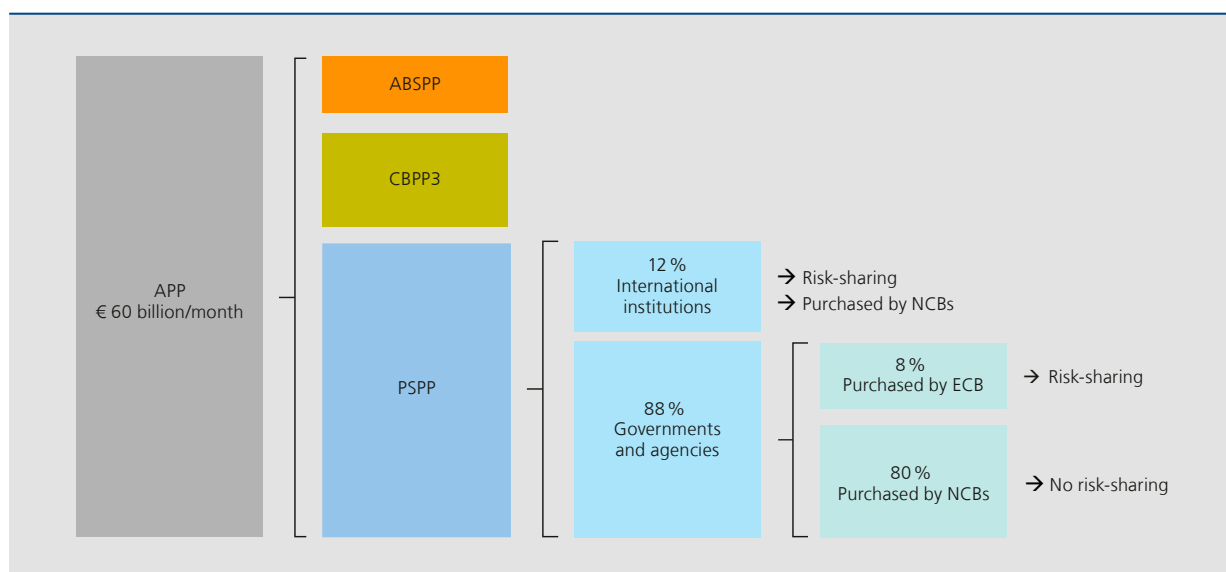 APP
€ 60 billion/month
ABSPP
CBPP3
PSPP
12 %
International
institutions
→ Risk-sharing
→ Purchased by NCBs
88 %
Governments
and agencies
8 %
Purchased by ECB
→ Risk-sharing
80 %
Purchased by NCBs
→ No risk-sharing